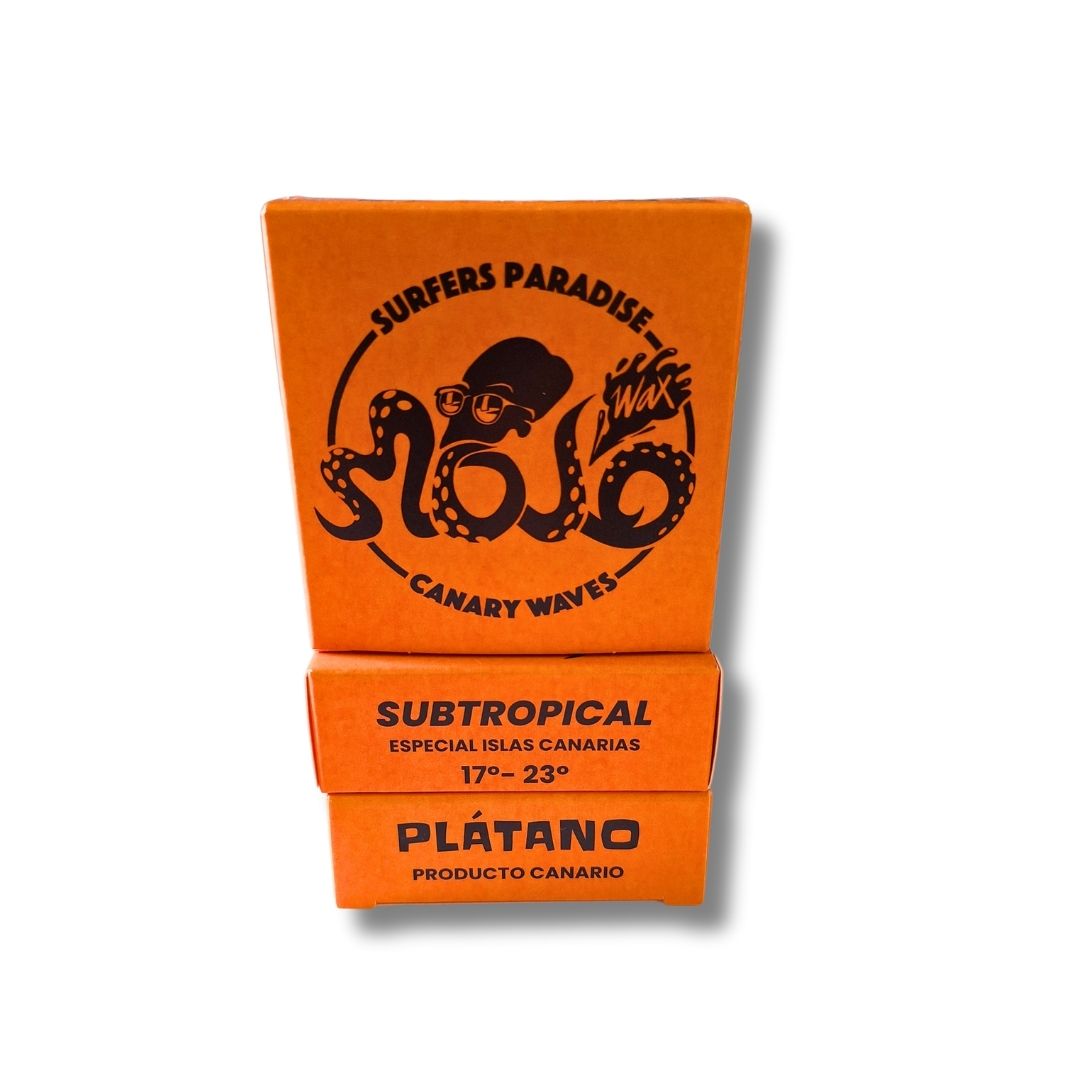 SURFERS PARADISE
MOJO
Wax
CANARY WAVES
SUBTROPICAL
ESPECIAL ISLAS CANARIAS
17º- 23º
PLÁTANO
PRODUCTO CANARIO